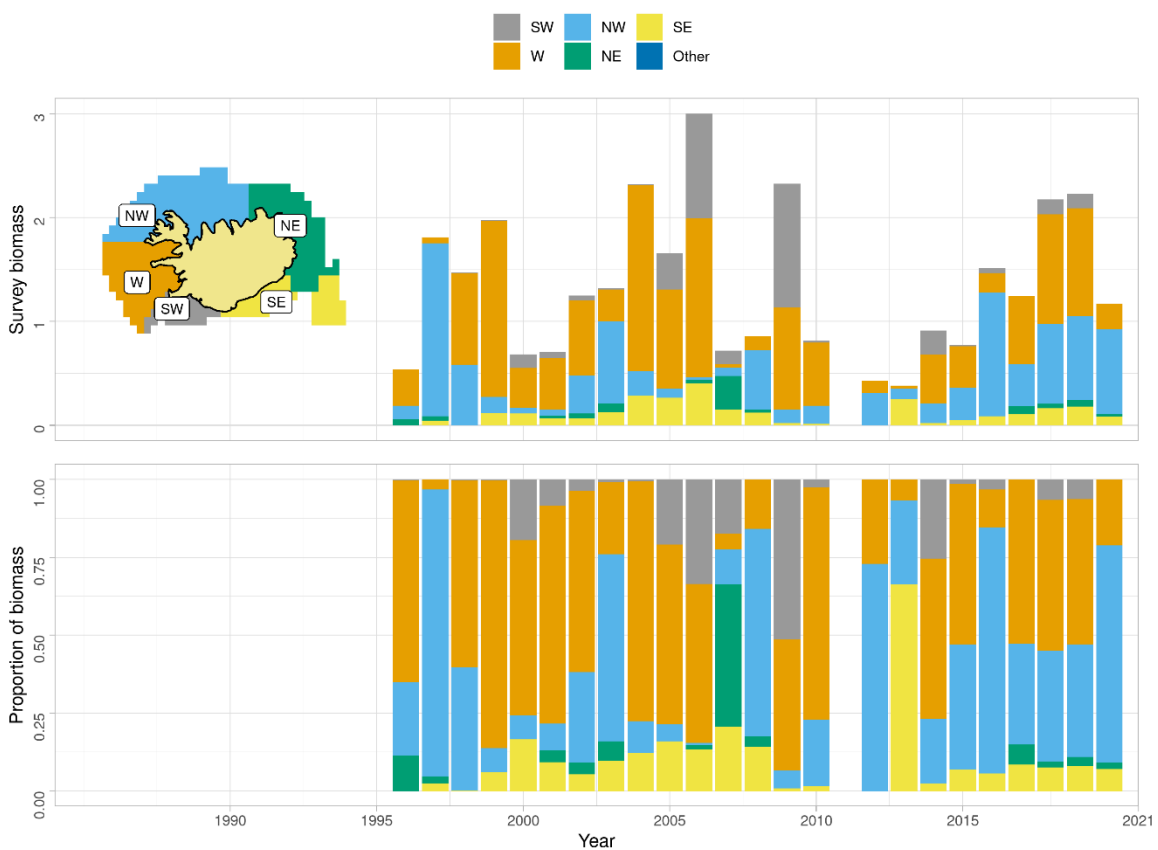 SW NW SE
W NE Other
Survey biomass
3
2
1
0
NW
NE
W
SE
SW
Proportion of biomass
1.00
0.75
0.50
0.25
0.00
1990 1995 2000 2005 2010 2015 2021
Year